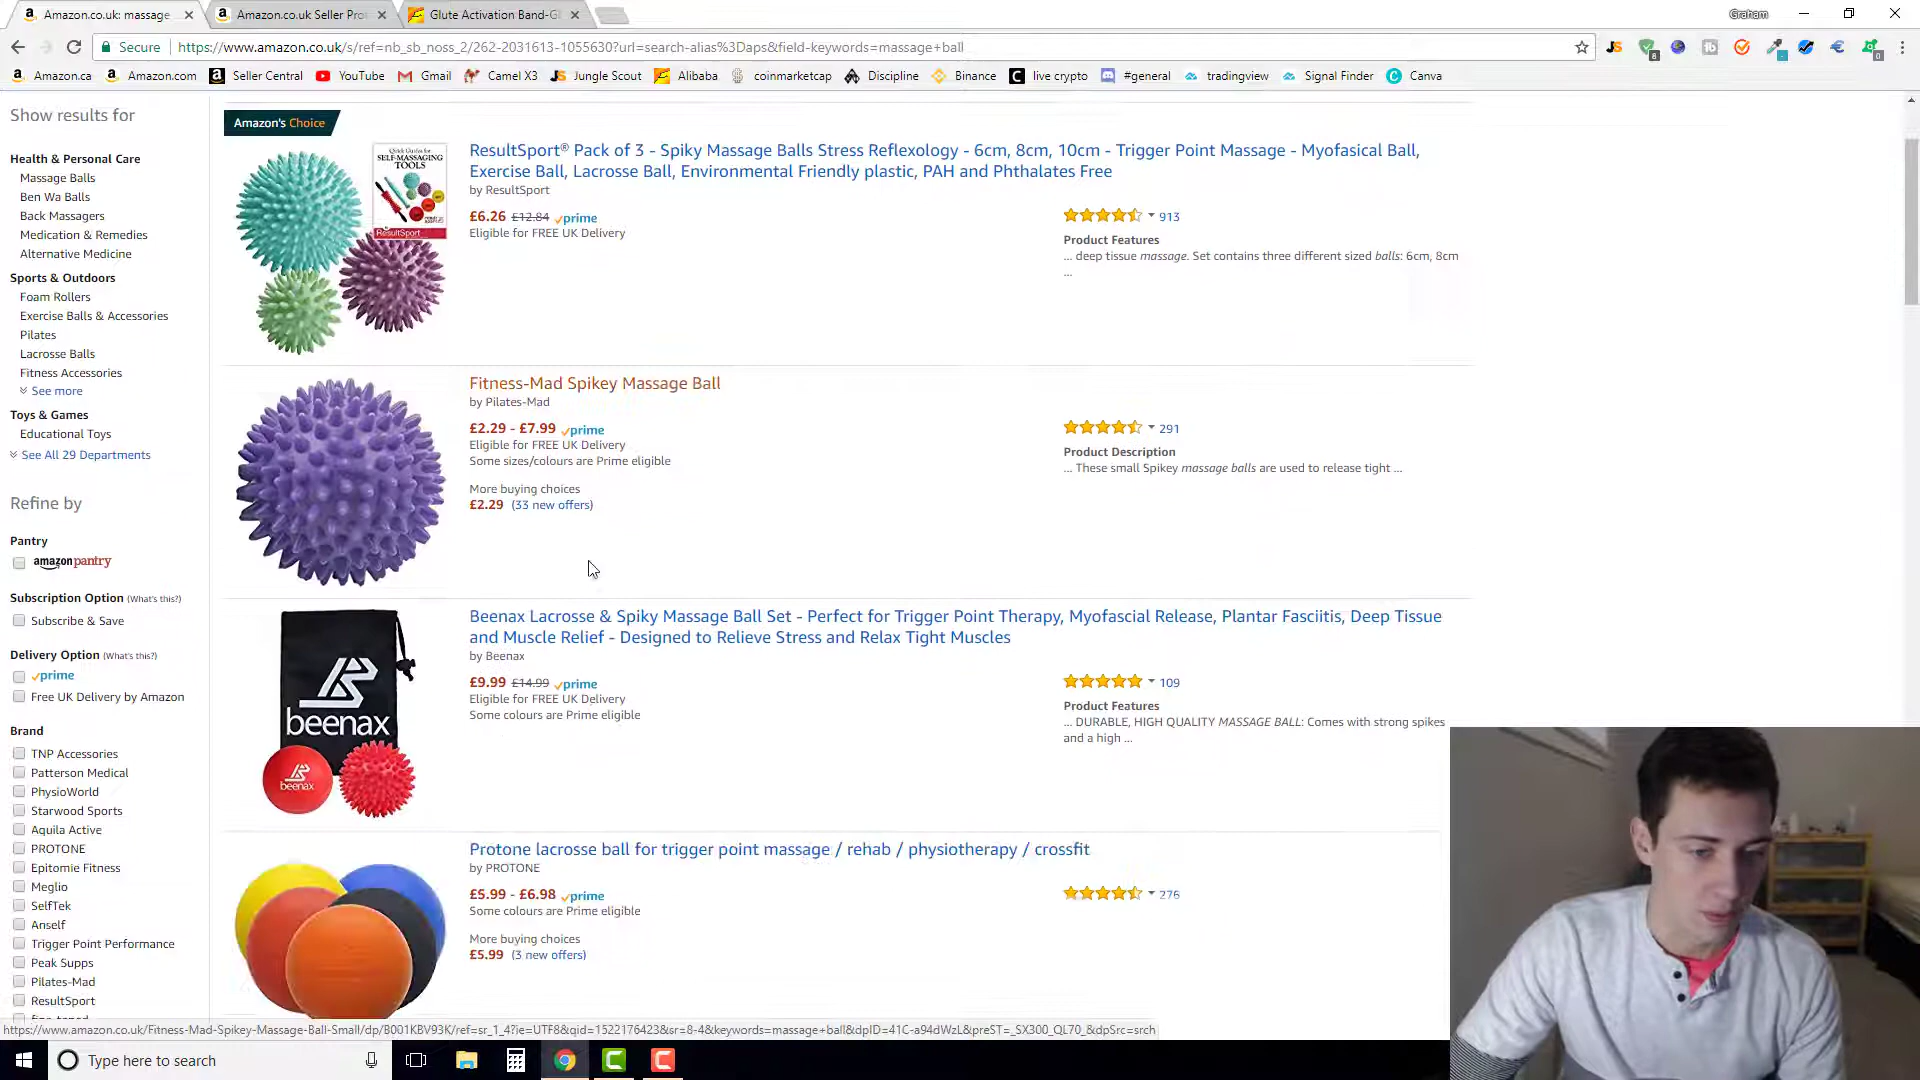 Amazon.co.uk: massage
Amazon.co.uk Seller Pro
Glute Activation Band-Gl
Graham
Secure
https://www.amazon.co.uk/s/ref=nb_sb_noss_2/262-2031613-1055630?url=search-alias%3Daps&field-keywords=massage+ball
Amazon.ca
Amazon.com
Seller Central
YouTube
Gmail
Camel X3
Jungle Scout
Alibaba
coinmarketcap
Discipline
Binance
live crypto
#general
tradingview
Signal Finder
Canva
Show results for
Health & Personal Care
Massage Balls
Ben Wa Balls
Back Massagers
Medication & Remedies
Alternative Medicine
Sports & Outdoors
Foam Rollers
Exercise Balls & Accessories
Pilates
Lacrosse Balls
Fitness Accessories
See more
Toys & Games
Educational Toys
See All 29 Departments
Refine by
Pantry
amazonpantry
Subscription Option (What's this?)
Subscribe & Save
Delivery Option (What's this?)
prime
Free UK Delivery by Amazon
Brand
TNP Accessories
Patterson Medical
PhysioWorld
Starwood Sports
Aquila Active
PROTONE
Epitomie Fitness
Meglio
SelfTek
Anself
Trigger Point Performance
Peak Supps
Pilates-Mad
ResultSport
Amazon's Choice
SELF-MASSAGING
TOOLS
ResultSport
ResultSport® Pack of 3 - Spiky Massage Balls Stress Reflexology - 6cm, 8cm, 10cm - Trigger Point Massage - Myofasical Ball,
Exercise Ball, Lacrosse Ball, Environmental Friendly plastic, PAH and Phthalates Free
by ResultSport
£6.26 £12.84 prime
Eligible for FREE UK Delivery
913
Product Features
... deep tissue massage. Set contains three different sized balls: 6cm, 8cm
...
Fitness-Mad Spikey Massage Ball
by Pilates-Mad
£2.29 - £7.99 prime
Eligible for FREE UK Delivery
Some sizes/colours are Prime eligible
More buying choices
£2.29 (33 new offers)
291
Product Description
... These small Spikey massage balls are used to release tight ...
beenax
beenax
Beenax Lacrosse & Spiky Massage Ball Set - Perfect for Trigger Point Therapy, Myofascial Release, Plantar Fasciitis, Deep Tissue
and Muscle Relief - Designed to Relieve Stress and Relax Tight Muscles
by Beenax
£9.99 £14.99 prime
Eligible for FREE UK Delivery
Some colours are Prime eligible
109
Product Features
... DURABLE, HIGH QUALITY MASSAGE BALL: Comes with strong spikes
and a high ...
Protone lacrosse ball for trigger point massage / rehab / physiotherapy / crossfit
by PROTONE
£5.99 - £6.98 prime
Some colours are Prime eligible
More buying choices
£5.99 (3 new offers)
276
https://www.amazon.co.uk/Fitness-Mad-Spikey-Massage-Ball-Small/dp/B001KBV93K/ref=sr_1_4?ie=UTF8&qid=1522176423&sr=8-4&keywords=massage+ball&dpID=41C-a94dWzL&preST=_SX300_QL70_&dpSrc=srch
Type here to search